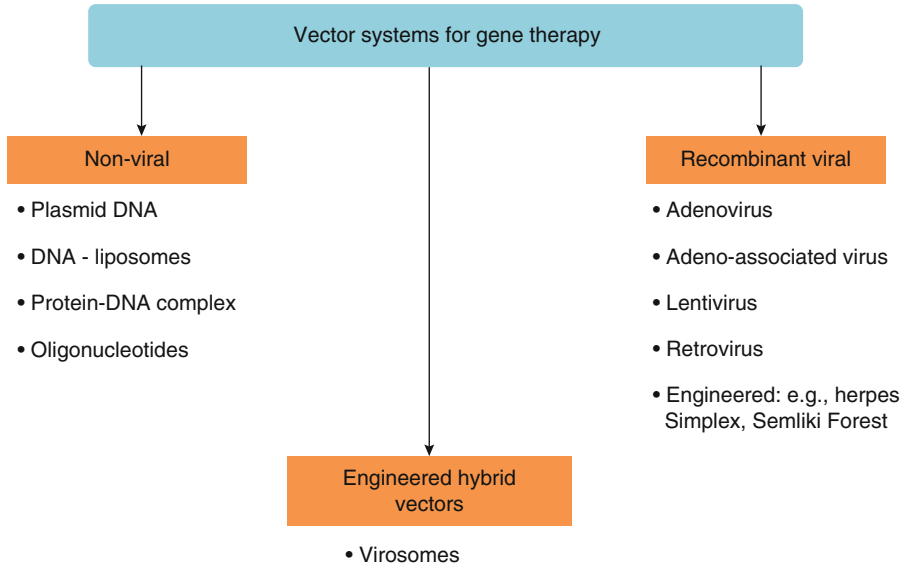 Vector systems for gene therapy
Non-viral
• Plasmid DNA
• DNA - liposomes
• Protein-DNA complex
• Oligonucleotides
Engineered hybrid
vectors
• Virosomes
Recombinant viral
• Adenovirus
• Adeno-associated virus
• Lentivirus
• Retrovirus
• Engineered: e.g., herpes
Simplex, Semliki Forest